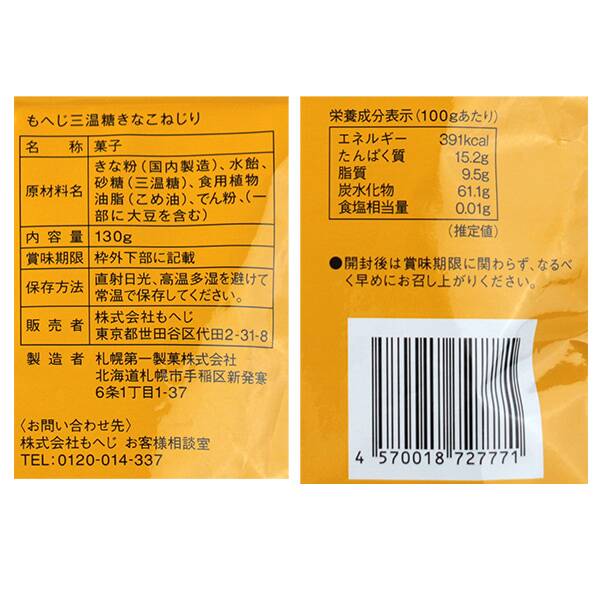 もへじ三温糖きなこねじり
名 称 菓子
原材料名 きな粉(国内製造)、水飴、
砂糖(三温糖)、食用植物
油脂(こめ油)、でん粉、(一
部に大豆を含む)
内容量 130g
賞味期限 枠外下部に記載
保存方法 直射日光、高温多湿を避けて
常温で保存してください。
販売者 株式会社もへじ
東京都世田谷区代田2-31-8
製造者 札幌第一製菓株式会社
北海道札幌市手稲区新発寒
6条1丁目1-37
〈お問い合わせ先〉
株式会社もへじ お客様相談室
TEL:0120-014-337
栄養成分表示(100gあたり)
エネルギー 391kcal
たんぱく質 15.2g
脂質 9.5g
炭水化物 61.1g
食塩相当量 0.01g
(推定値)
●開封後は賞味期限に関わらず、なるべ
く早めにお召し上がりください。
4 570018 727771